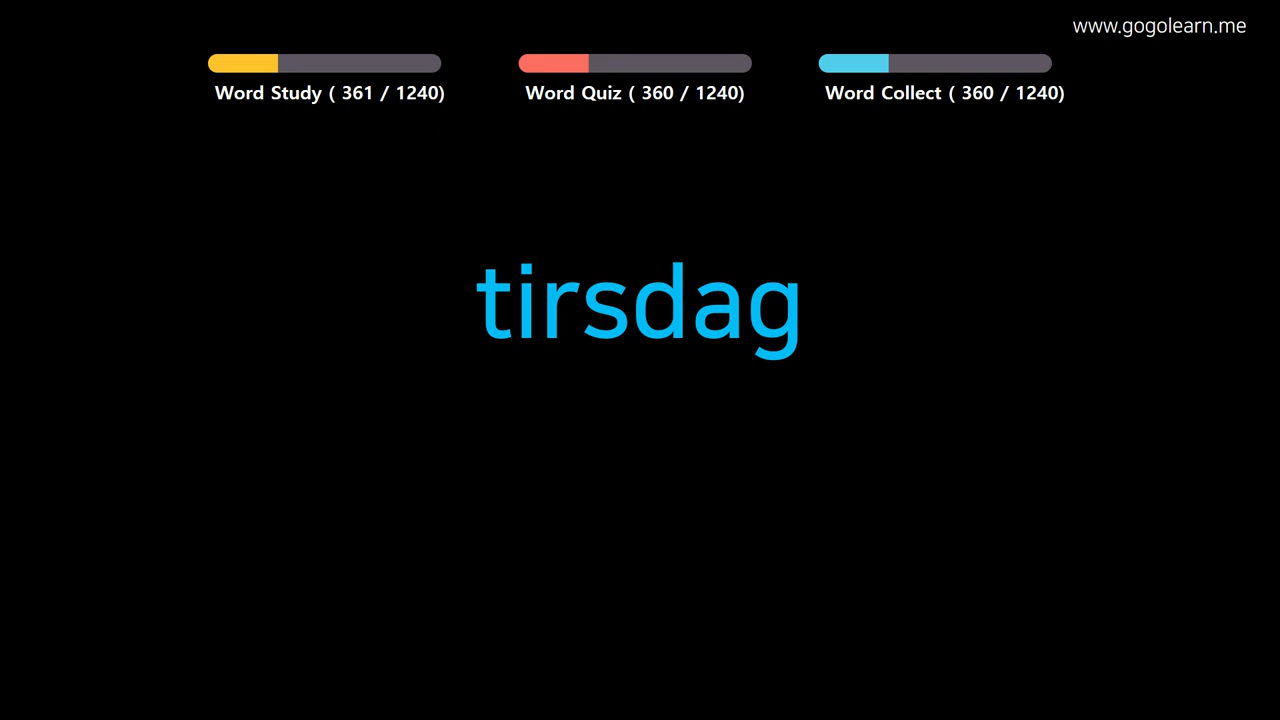 www.gogolearn.me
Word Study ( 361 / 1240)
Word Quiz ( 360 / 1240)
Word Collect ( 360 / 1240)
tirsdag